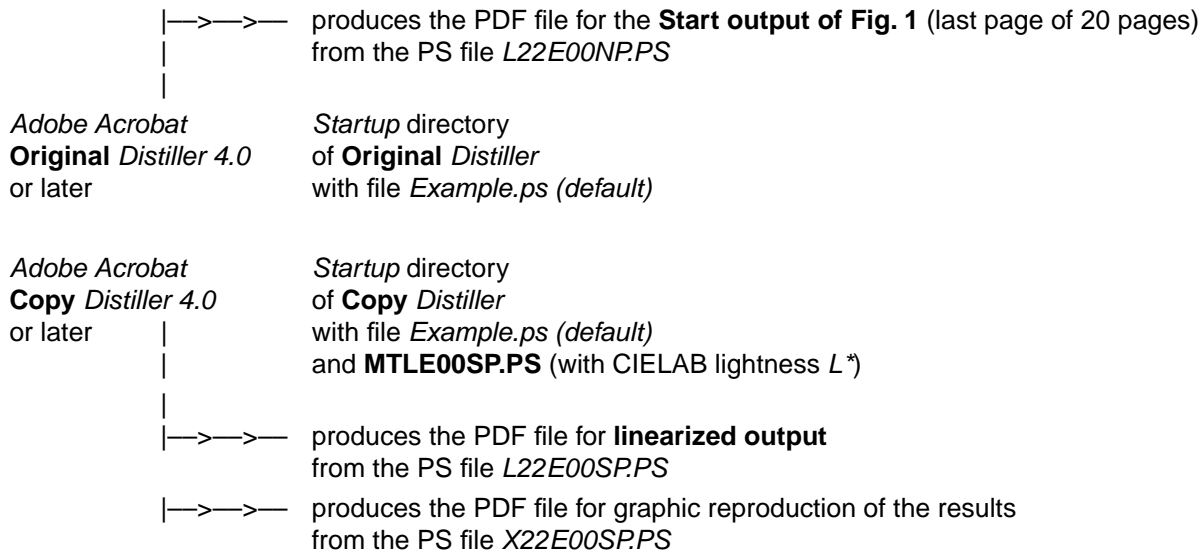 |—>—>— produces the PDF file for the Start output of Fig. 1 (last page of 20 pages)
| from the PS file L22E00NP.PS
|
Adobe Acrobat Startup directory
Original Distiller 4.0 of Original Distiller
or later with file Example.ps (default)
Adobe Acrobat Startup directory
Copy Distiller 4.0 of Copy Distiller
or later | with file Example.ps (default)
| and MTLE00SP.PS (with CIELAB lightness L*)
|
|—>—>— produces the PDF file for linearized output
from the PS file L22E00SP.PS
|—>—>— produces the PDF file for graphic reproduction of the results
from the PS file X22E00SP.PS